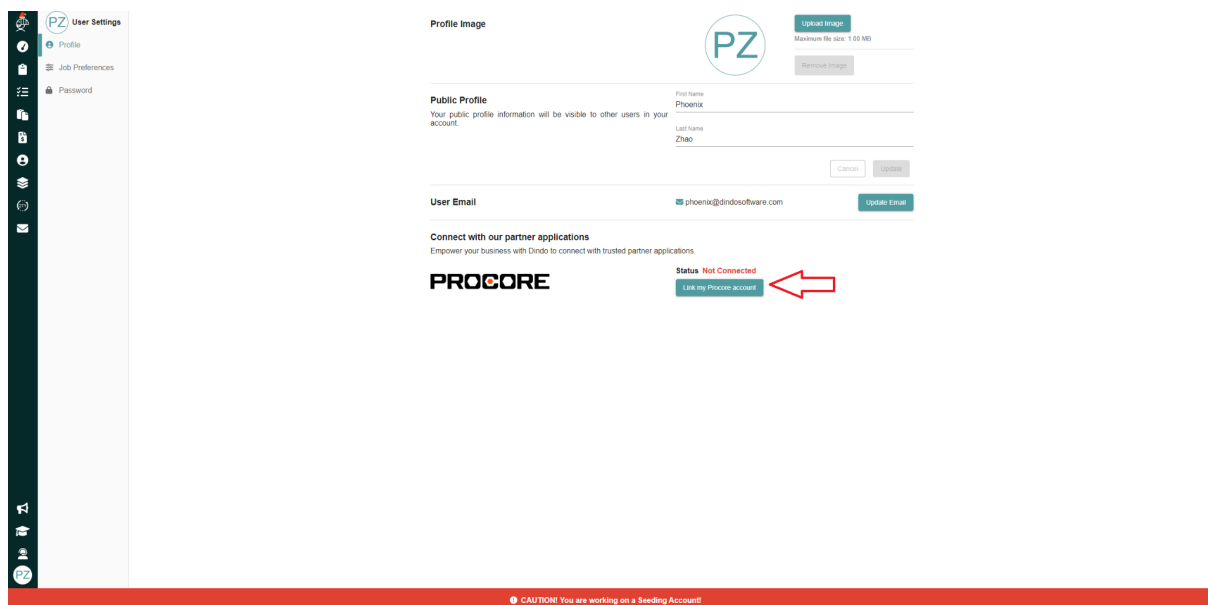 PZ User Settings
Profile
Job Preferences
Password
Profile Image
PZ
Upload Image
Maximum file size: 1.00 MB
Remove Image
Public Profile
Your public profile information will be visible to other users in your
account.
First Name
Phoenix
Last Name
Zhao
Cancel
Update
User Email
phoenix@dindosoftware.com
Update Email
Connect with our partner applications
Empower your business with Dindo to connect with trusted partner applications.
PROCORE
Status Not Connected
Link my Procore account
PZ
CAUTION! You are working on a Seeding Account!